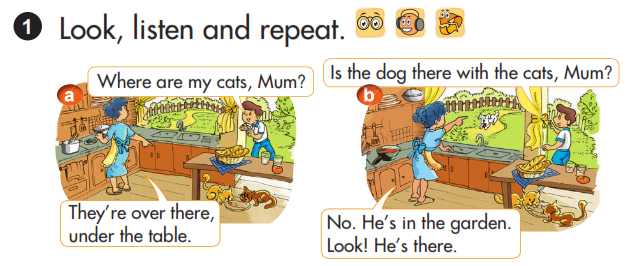 1 Look, listen and repeat.
a
Where are my cats, Mum?
They're over there,
under the table.
b
Is the dog there with the cats, Mum?
No. He's in the garden.
Look! He's there.